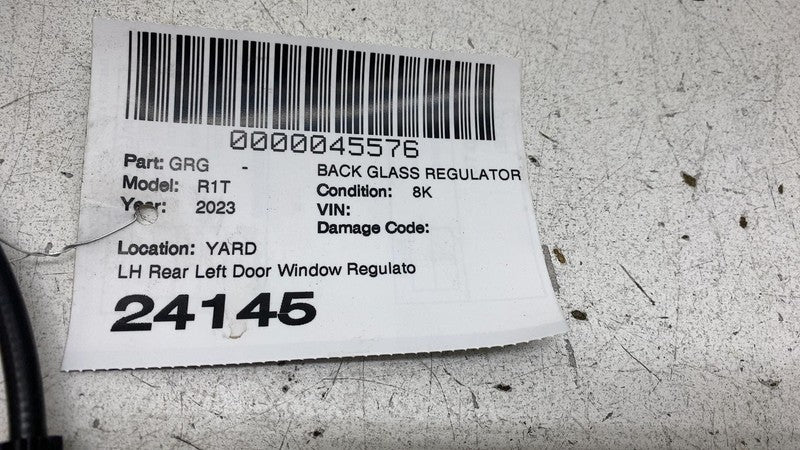 0000045576
Part: GRG - BACK GLASS REGULATOR
Model: R1T Condition: 8K
Year: 2023 VIN:
Damage Code:
Location: YARD
LH Rear Left Door Window Regulato
24145